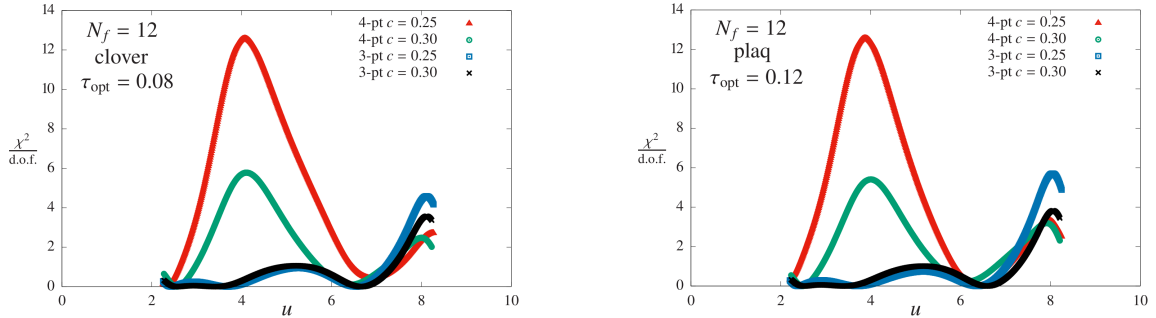 14
12
10
8
6
4
2
0
χ²
d.o.f.
N_f = 12
clover
τ_opt = 0.08
4-pt c = 0.25
4-pt c = 0.30
3-pt c = 0.25
3-pt c = 0.30
0 2 4 6 8 10
u
14
12
10
8
6
4
2
0
χ²
d.o.f.
N_f = 12
plaq
τ_opt = 0.12
4-pt c = 0.25
4-pt c = 0.30
3-pt c = 0.25
3-pt c = 0.30
0 2 4 6 8 10
u